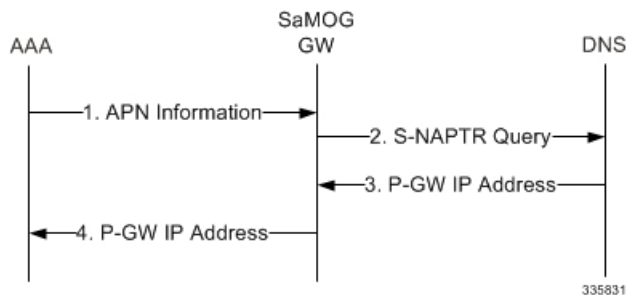 AAA
SaMOG
GW
DNS
1. APN Information
2. S-NAPTR Query
3. P-GW IP Address
4. P-GW IP Address
335831